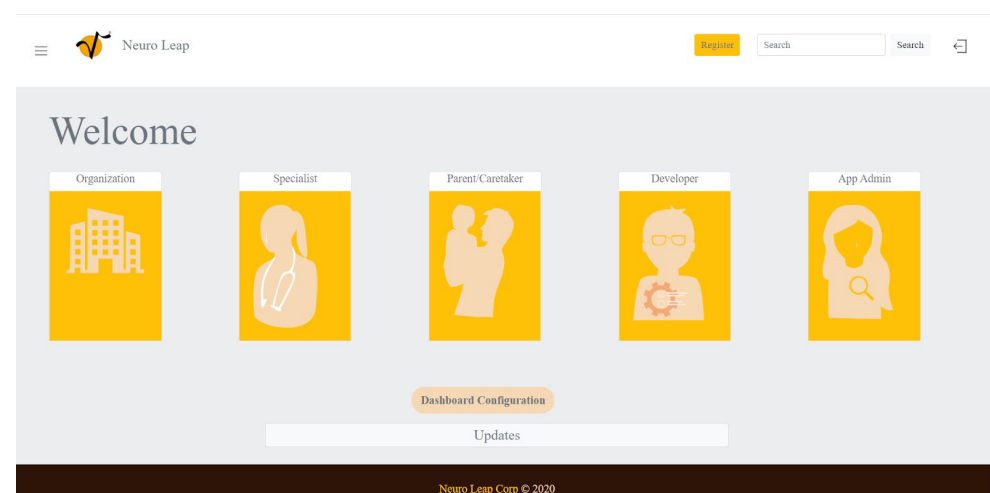 Neuro Leap
Register
Search
Search
Welcome
Organization
Specialist
Parent/Caretaker
Developer
App Admin
Dashboard Configuration
Updates
Neuro Leap Corp © 2020